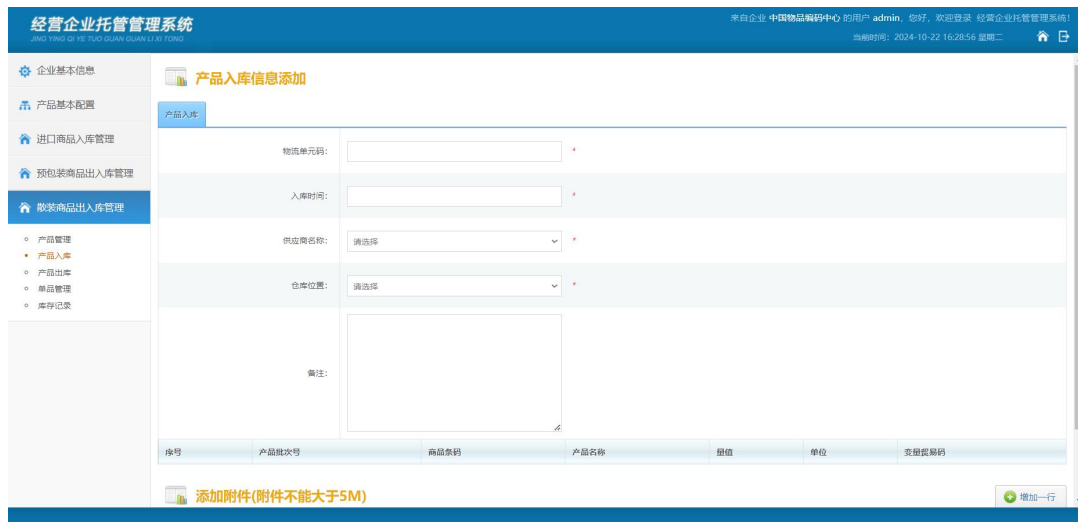 经营企业托管管理系统
JING YING QI YE TUO GUAN GUAN LI XI TONG
来自企业 中国物品编码中心 的用户 admin，您好，欢迎登录 经营企业托管管理系统!
当前时间：2024-10-22 16:28:56 星期二
企业基本信息
产品基本配置
进口商品入库管理
预包装商品出入库管理
散装商品出入库管理
产品管理
产品入库
产品出库
单品管理
库存记录
产品入库信息添加
产品入库
物流单元码： *
入库时间： *
供应商名称： 请选择 *
仓库位置： 请选择 *
备注：
序号 产品批次号 商品条码 产品名称 量值 单位 变量贸易码
添加附件(附件不能大于5M)
增加一行